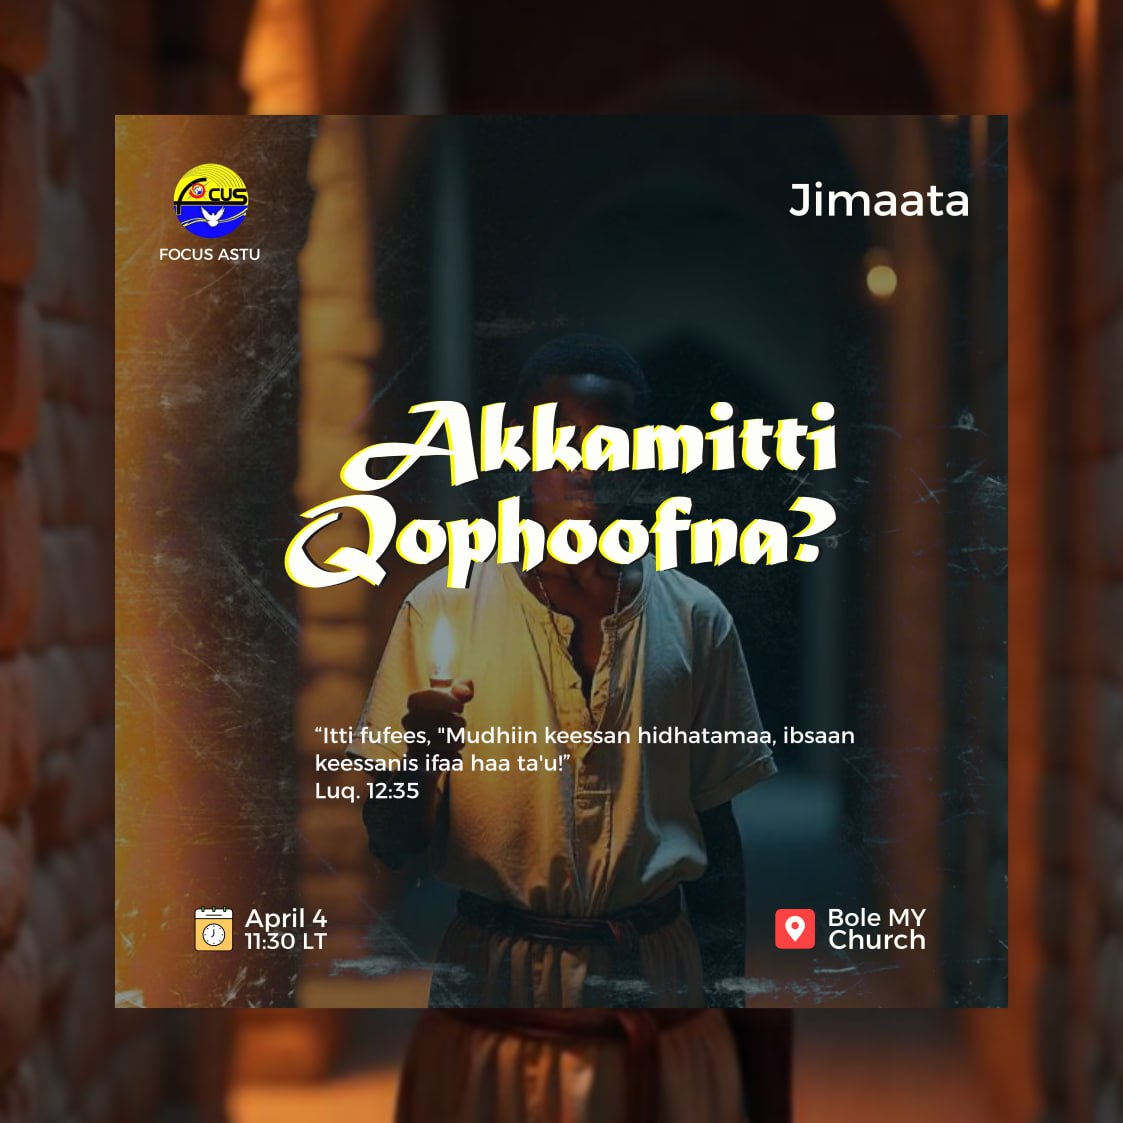 FOCUS
FOCUS ASTU
Jimaata
Akkamitti
Qophoofna?
“Itti fufees, "Mudhiin keessan hidhatamaa, ibsaan
keessanis ifaa haa ta'u!”
Luq. 12:35
April 4
11:30 LT
Bole MY
Church